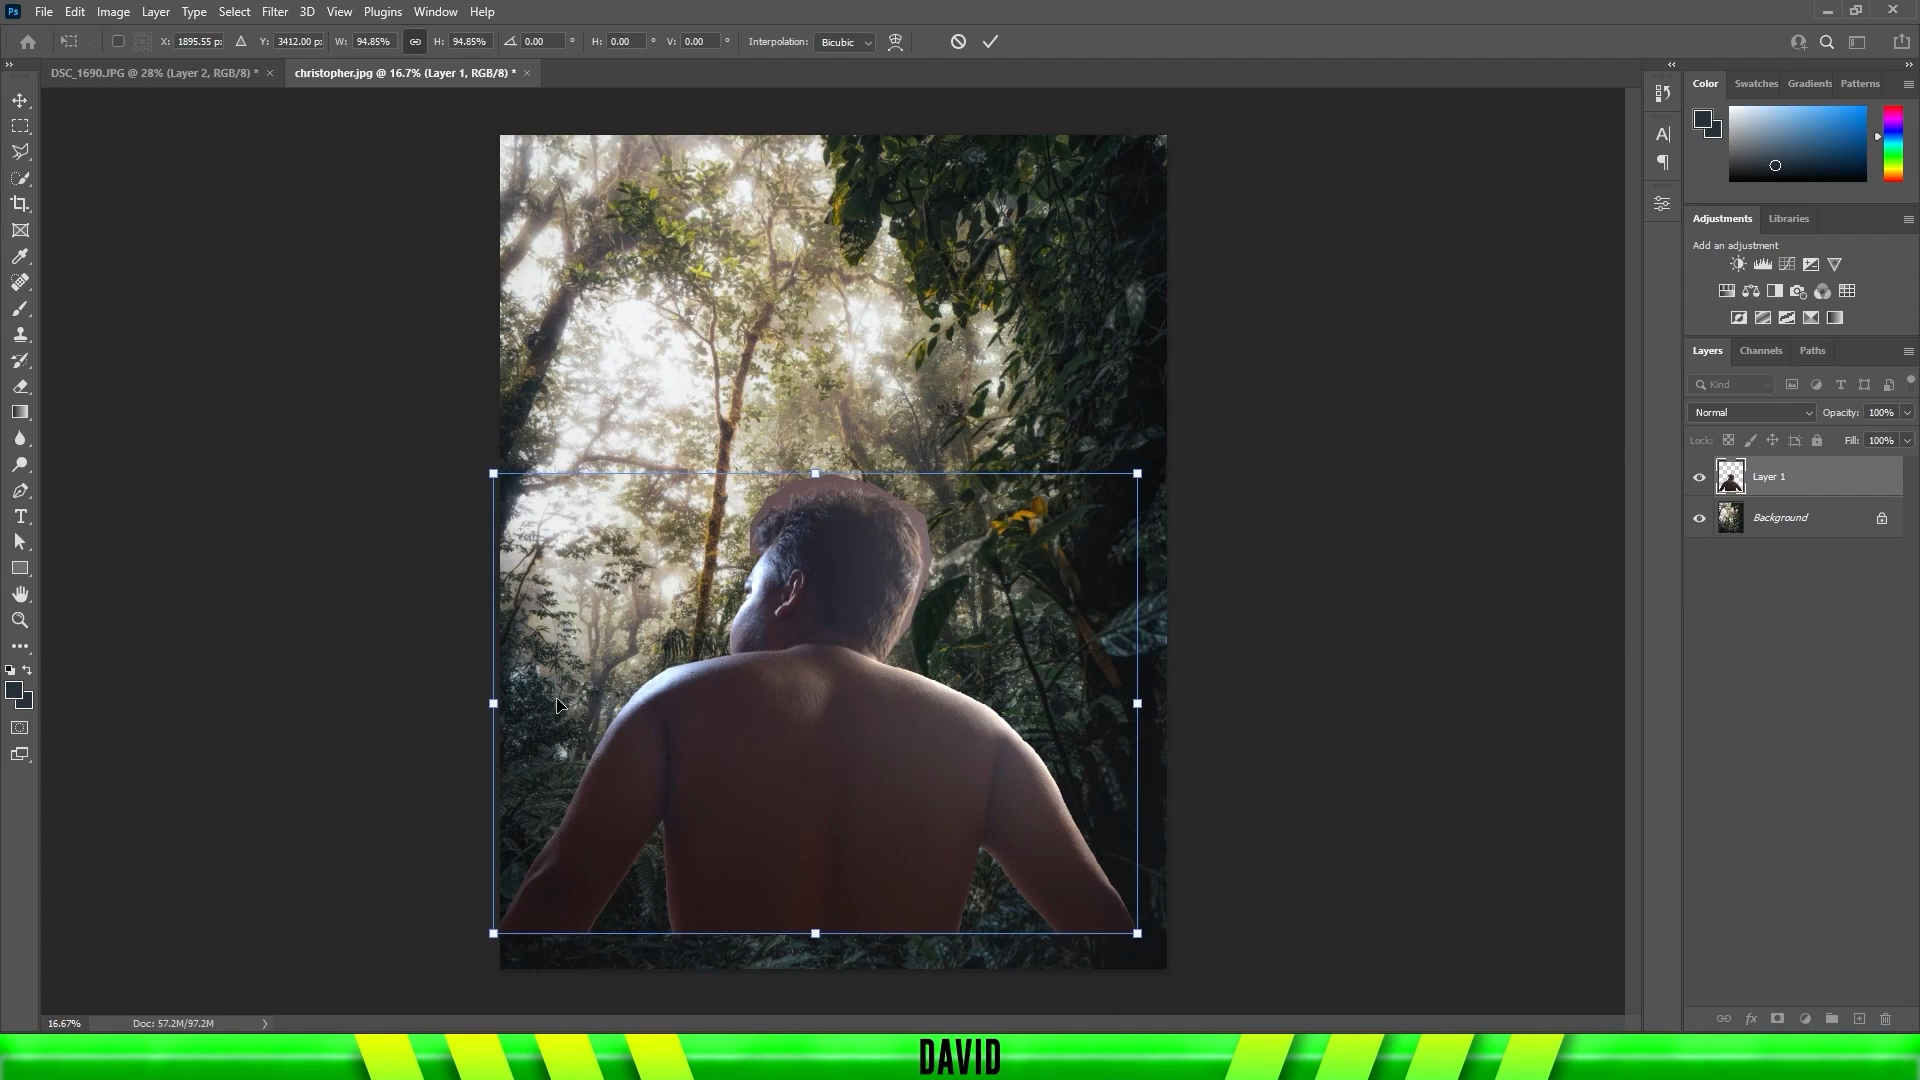 Ps File Edit Image Layer Type Select Filter 3D View Plugins Window Help
X: 1895.55 p: Y: 3412.00 p: W: 94.85% H: 94.85% 0.00 ° H: 0.00 ° V: 0.00 ° Interpolation: Bicubic
DSC_1690.JPG @ 28% (Layer 2, RGB/8) * × christopher.jpg @ 16.7% (Layer 1, RGB/8) * ×
Color Swatches Gradients Patterns
Adjustments Libraries
Add an adjustment
Layers Channels Paths
Kind
Normal Opacity: 100%
Lock: Fill: 100%
Layer 1
Background
16.67% Doc: 57.2M/97.2M
DAVID